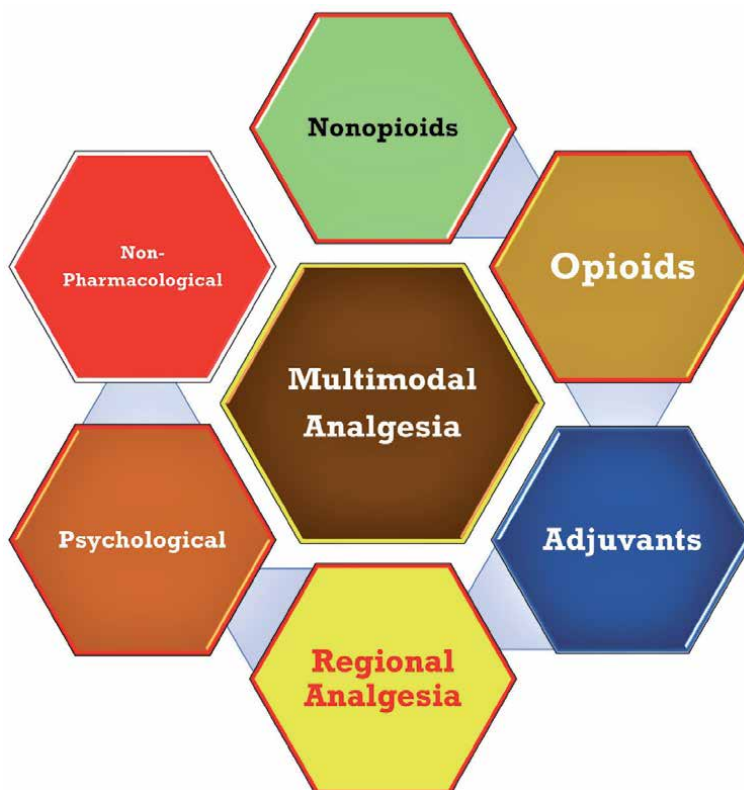 Nonopioids
Opioids
Adjuvants
Regional
Analgesia
Psychological
Non-
Pharmacological
Multimodal
Analgesia